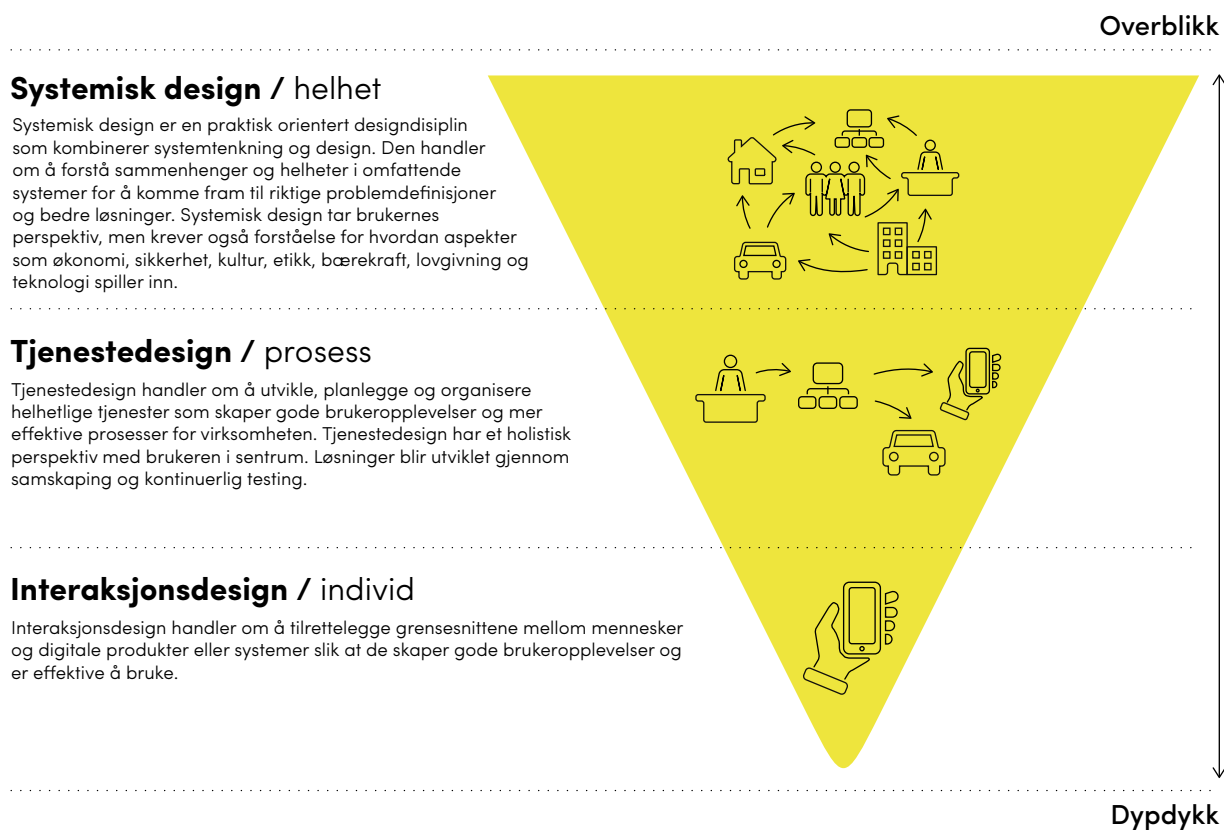 Overblikk
Systemisk design / helhet
Systemisk design er en praktisk orientert designdisiplin
som kombinerer systemtenkning og design. Den handler
om å forstå sammenhenger og helheter i omfattende
systemer for å komme fram til riktige problemdefinisjoner
og bedre løsninger. Systemisk design tar brukernes
perspektiv, men krever også forståelse for hvordan aspekter
som økonomi, sikkerhet, kultur, etikk, bærekraft, lovgivning og
teknologi spiller inn.
Tjenestedesign / prosess
Tjenestedesign handler om å utvikle, planlegge og organisere
helhetlige tjenester som skaper gode brukeropplevelser og mer
effektive prosesser for virksomheten. Tjenestedesign har et holistisk
perspektiv med brukeren i sentrum. Løsninger blir utviklet gjennom
samskaping og kontinuerlig testing.
Interaksjonsdesign / individ
Interaksjonsdesign handler om å tilrettelegge grensesnittene mellom mennesker
og digitale produkter eller systemer slik at de skaper gode brukeropplevelser og
er effektive å bruke.
Dypdykk